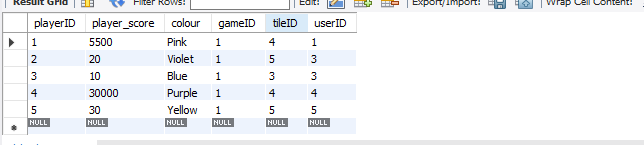 Result Grid Filter Rows: Edit: Export/Import: Wrap Cell Content:
playerID player_score colour gameID tileID userID
1 5500 Pink 1 4 1
2 20 Violet 1 5 3
3 10 Blue 1 3 3
4 30000 Purple 1 4 4
5 30 Yellow 1 5 5
NULL NULL NULL NULL NULL NULL